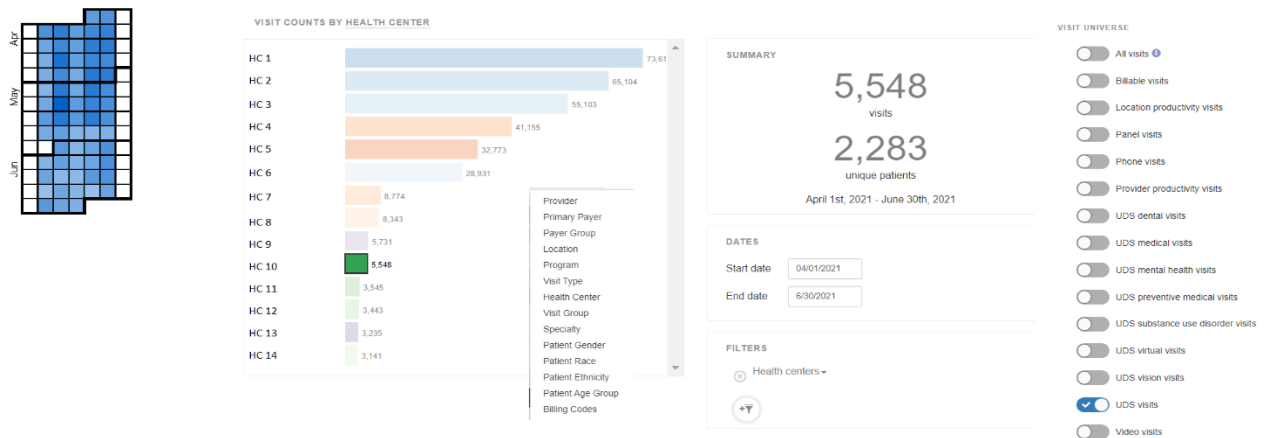 Apr
May
Jun
VISIT COUNTS BY HEALTH CENTER
HC 1 73,61
HC 2 65,104
HC 3 55,103
HC 4 41,155
HC 5 32,773
HC 6 28,931
HC 7 8,774
HC 8 8,343
HC 9 5,731
HC 10 5,548
HC 11 3,545
HC 12 3,443
HC 13 3,235
HC 14 3,141
Provider
Primary Payer
Payer Group
Location
Program
Visit Type
Health Center
Visit Group
Specialty
Patient Gender
Patient Race
Patient Ethnicity
Patient Age Group
Billing Codes
SUMMARY
5,548
visits
2,283
unique patients
April 1st, 2021 - June 30th, 2021
DATES
Start date 04/01/2021
End date 6/30/2021
FILTERS
Health centers
VISIT UNIVERSE
All visits
Billable visits
Location productivity visits
Panel visits
Phone visits
Provider productivity visits
UDS dental visits
UDS medical visits
UDS mental health visits
UDS preventive medical visits
UDS substance use disorder visits
UDS virtual visits
UDS vision visits
UDS visits
Video visits